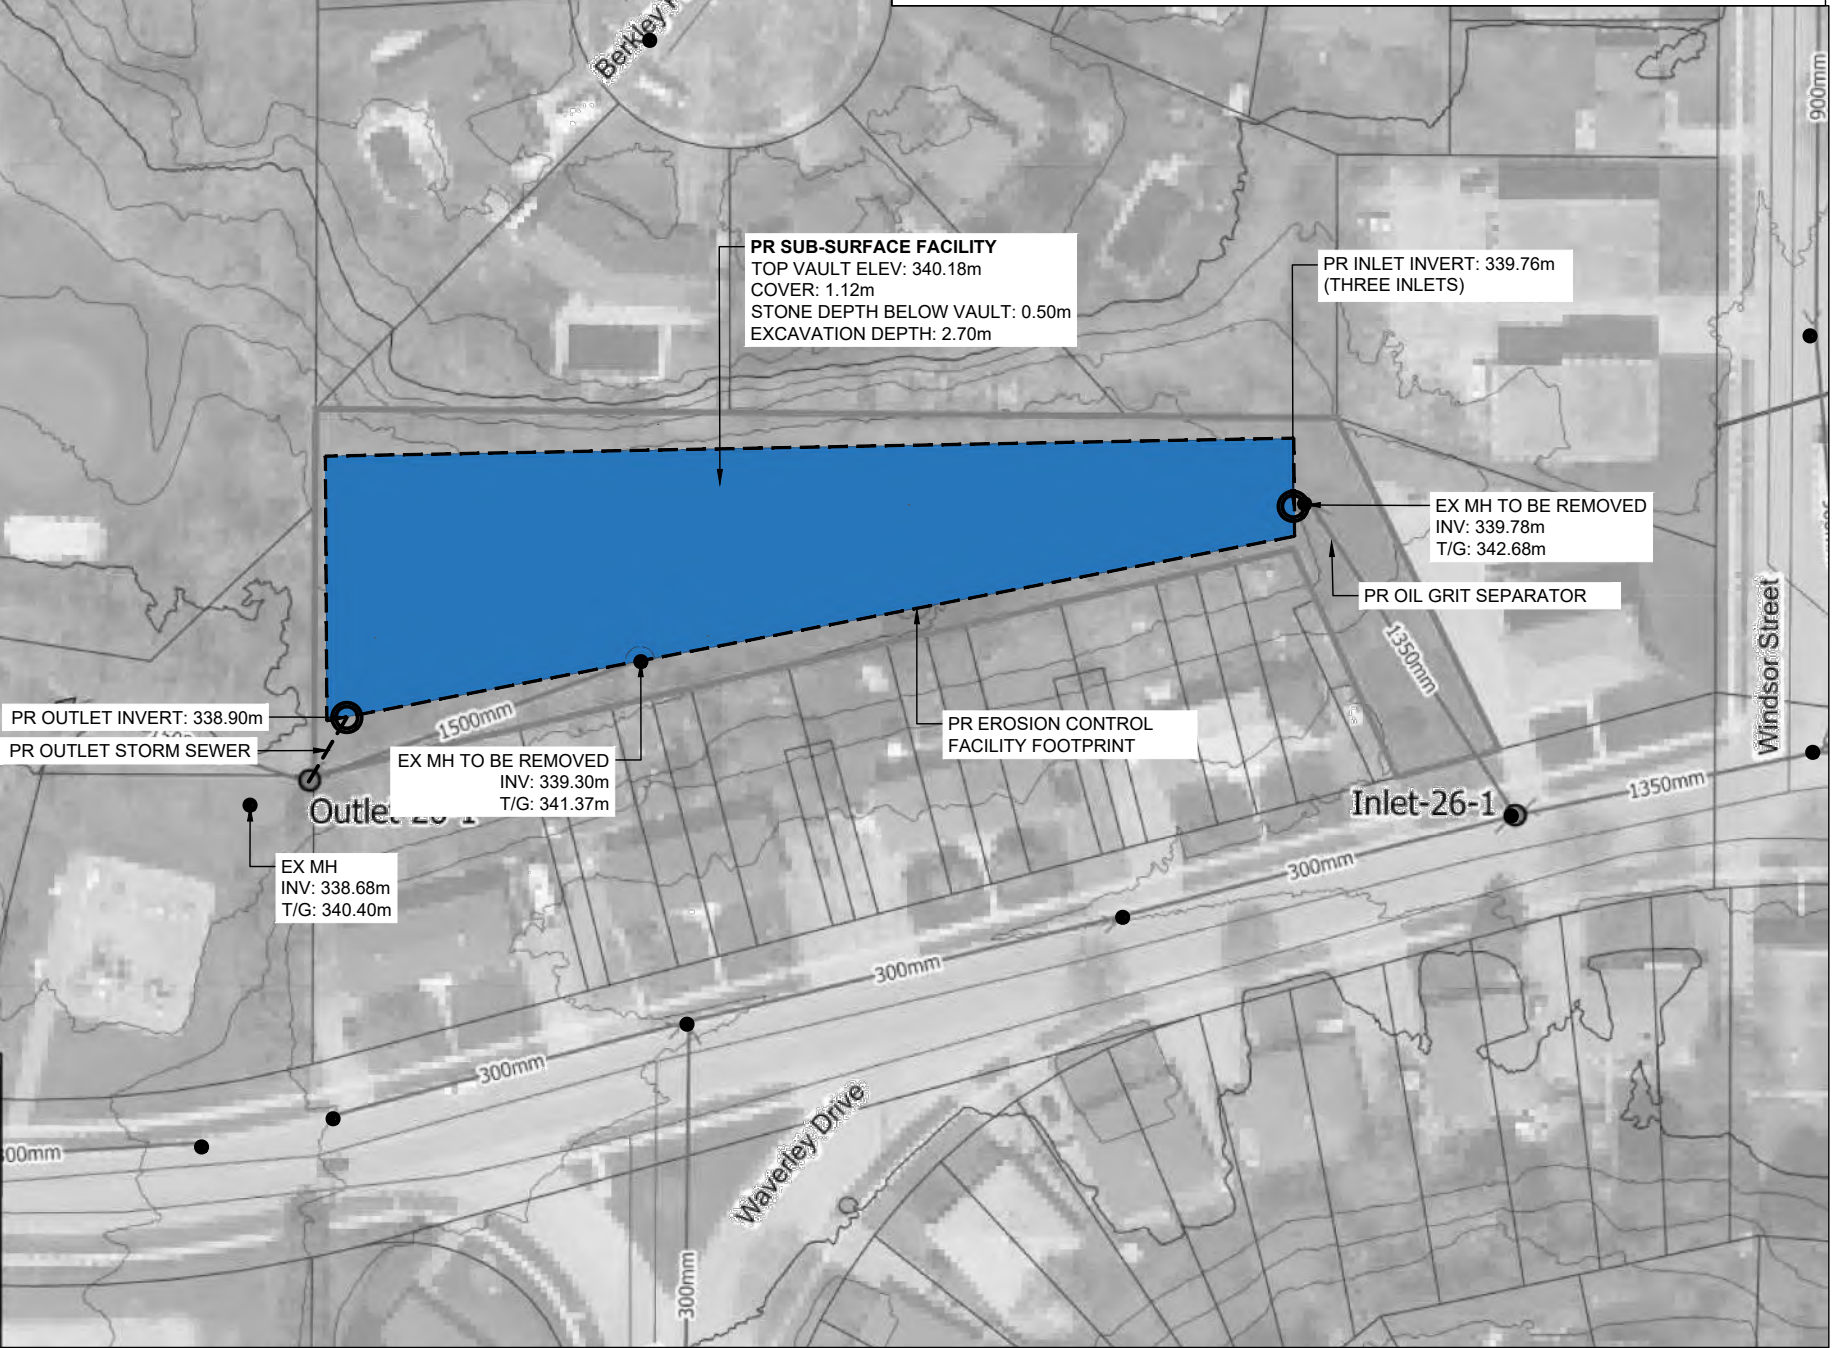 Berkley
900mm
PR SUB-SURFACE FACILITY
TOP VAULT ELEV: 340.18m
COVER: 1.12m
STONE DEPTH BELOW VAULT: 0.50m
EXCAVATION DEPTH: 2.70m
PR INLET INVERT: 339.76m
(THREE INLETS)
EX MH TO BE REMOVED
INV: 339.78m
T/G: 342.68m
PR OIL GRIT SEPARATOR
1350mm
Windsor Street
PR OUTLET INVERT: 338.90m
PR OUTLET STORM SEWER
1500mm
EX MH TO BE REMOVED
INV: 339.30m
T/G: 341.37m
PR EROSION CONTROL
FACILITY FOOTPRINT
Inlet-26-1
1350mm
EX MH
INV: 338.68m
T/G: 340.40m
300mm
300mm
300mm
Waverley Drive
300mm